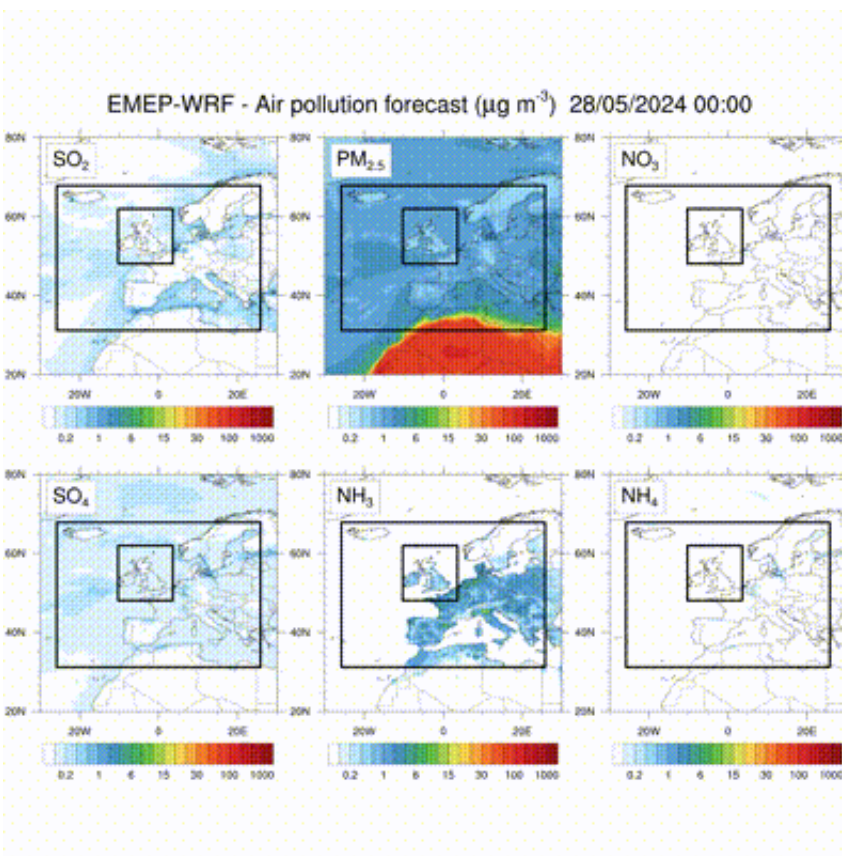 EMEP-WRF - Air pollution forecast (µg m⁻³) 28/05/2024 00:00
80N 80N 80N
SO₂ PM₂.₅ NO₃
60N 60N 60N
40N 40N 40N
20N 20N 20N
20W 0 20E 20W 0 20E 20W 0 20E
0.2 1 6 15 30 100 1000 0.2 1 6 15 30 100 1000 0.2 1 6 15 30 100 1000
80N 80N 80N
SO₄ NH₃ NH₄
60N 60N 60N
40N 40N 40N
20N 20N 20N
20W 0 20E 20W 0 20E 20W 0 20E
0.2 1 6 15 30 100 1000 0.2 1 6 15 30 100 1000 0.2 1 6 15 30 100 1000